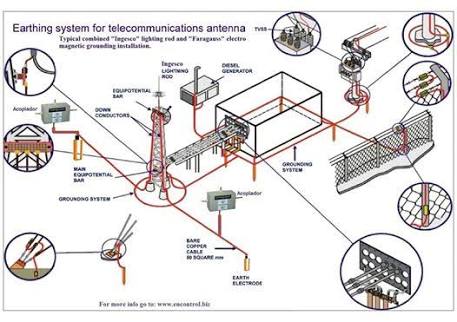 Earthing system for telecommunications antenna
Typical combined "Ingesco" lighting rod and "Faragauss" electro
magnetic grounding installation.
TVSS
Ingesco
LIGHTNING
ROD
DIESEL
GENERATOR
EQUIPOTENTIAL
BAR
Acoplador
DOWN
CONDUCTORS
MAIN
EQUIPOTENTIAL
BAR
GROUNDING SYSTEM
GROUNDING
SYSTEM
Acoplador
BARE
COPPER
CABLE
50 SQUARE mm
EARTH
ELECTRODE
For more info go to: www.encontrol.biz